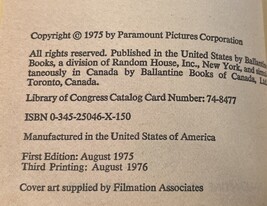 Copyright © 1975 by Paramount Pictures Corporation
All rights reserved. Published in the United States by Ballantine
Books, a division of Random House, Inc., New York, and simul-
taneously in Canada by Ballantine Books of Canada, Ltd.
Toronto, Canada.
Library of Congress Catalog Card Number: 74-8477
ISBN 0-345-25046-X-150
Manufactured in the United States of America
First Edition: August 1975
Third Printing: August 1976
Cover art supplied by Filmation Associates